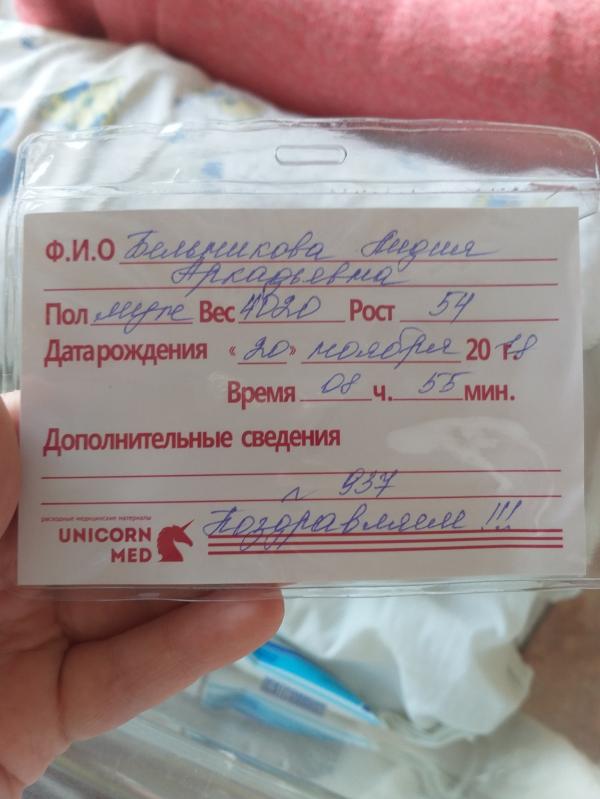 Ф.И.О Бельчикова Лидия
Аркадьевна
Пол муж Вес 4020 Рост 54
Дата рождения «20» ноября 2018 г.
Время 08 ч. 55 мин.
Дополнительные сведения
937
Поздравляем!!!
расходные медицинские материалы
UNICORN
MED